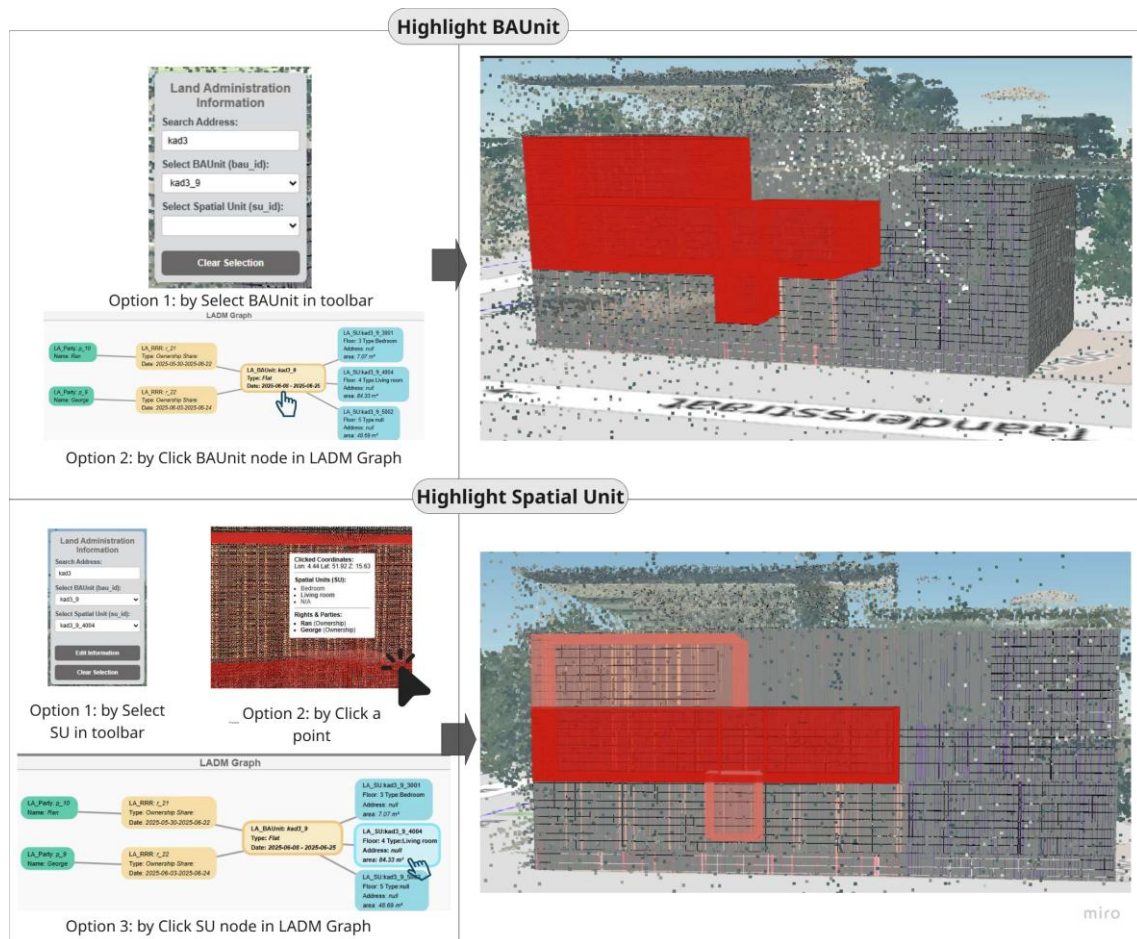 Highlight BAUnit
Land Administration
Information
Search Address:
kad3
Select BAUnit (bau_id):
kad3_9
Select Spatial Unit (su_id):
Clear Selection
Option 1: by Select BAUnit in toolbar
LADM Graph
LA_Party: p_10
Name: Ran
LA_RRR: r_21
Type: Ownership Share
Date: 2025-05-30-2025-06-22
LA_Party: p_9
Name: George
LA_RRR: r_22
Type: Ownership Share
Date: 2025-06-03-2025-06-24
LA_BAUnit: kad3_9
Type: Flat
Date: 2025-06-08 - 2025-06-25
LA_SU:kad3_9_3001
Floor: 3 Type:Bedroom
Address: null
area: 7.07 m²
LA_SU:kad3_9_4004
Floor: 4 Type:Living room
Address: null
area: 84.33 m²
LA_SU:kad3_9_5002
Floor: 5 Type:null
Address: null
area: 46.69 m²
Option 2: by Click BAUnit node in LADM Graph
faandersstraat
Highlight Spatial Unit
Land Administration
Information
Search Address:
kad3
Select BAUnit (bau_id):
kad3_9
Select Spatial Unit (su_id):
kad3_9_4004
Edit Information
Clear Selection
Option 1: by Select
SU in toolbar
Clicked Coordinates:
Lon: 4.44 Lat: 51.92 Z: 15.63
Spatial Units (SU):
• Bedroom
• Living room
• N/A
Rights & Parties:
• Ran (Ownership)
• George (Ownership)
Option 2: by Click a
point
LADM Graph
LA_Party: p_10
Name: Ran
LA_RRR: r_21
Type: Ownership Share
Date: 2025-05-30-2025-06-22
LA_Party: p_9
Name: George
LA_RRR: r_22
Type: Ownership Share
Date: 2025-06-03-2025-06-24
LA_BAUnit: kad3_9
Type: Flat
Date: 2025-06-08 - 2025-06-25
LA_SU:kad3_9_3001
Floor: 3 Type:Bedroom
Address: null
area: 7.07 m²
LA_SU:kad3_9_4004
Floor: 4 Type:Living room
Address: null
area: 84.33 m²
Floor: 5 Type:null
Address: null
area: 46.69 m²
Option 3: by Click SU node in LADM Graph
miro